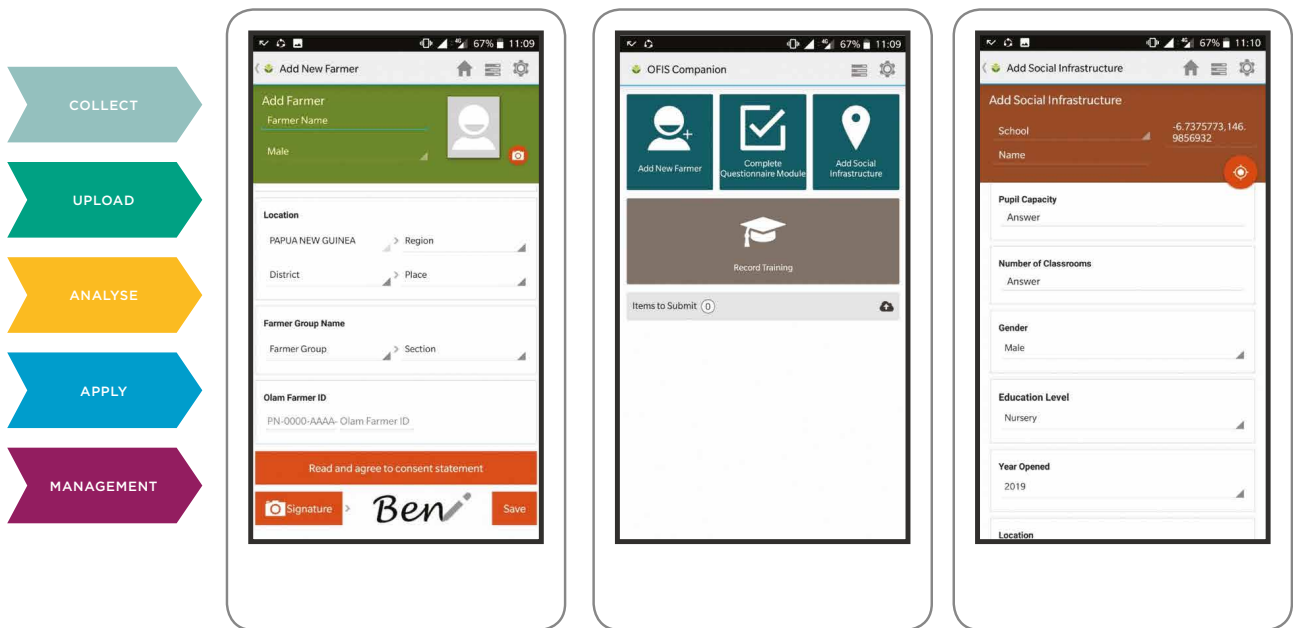 COLLECT
UPLOAD
ANALYSE
APPLY
MANAGEMENT
67% 11:09
Add New Farmer
Add Farmer
Farmer Name
Male
Location
PAPUA NEW GUINEA > Region
District > Place
Farmer Group Name
Farmer Group > Section
Olam Farmer ID
PN-0000-AAAA- Olam Farmer ID
Read and agree to consent statement
Signature > Ben Save
67% 11:09
OFIS Companion
Add New Farmer
Complete
Questionnaire Module
Add Social
Infrastructure
Record Training
Items to Submit 0
67% 11:10
Add Social Infrastructure
Add Social Infrastructure
School
-6.7375773,146.
9856932
Name
Pupil Capacity
Answer
Number of Classrooms
Answer
Gender
Male
Education Level
Nursery
Year Opened
2019
Location